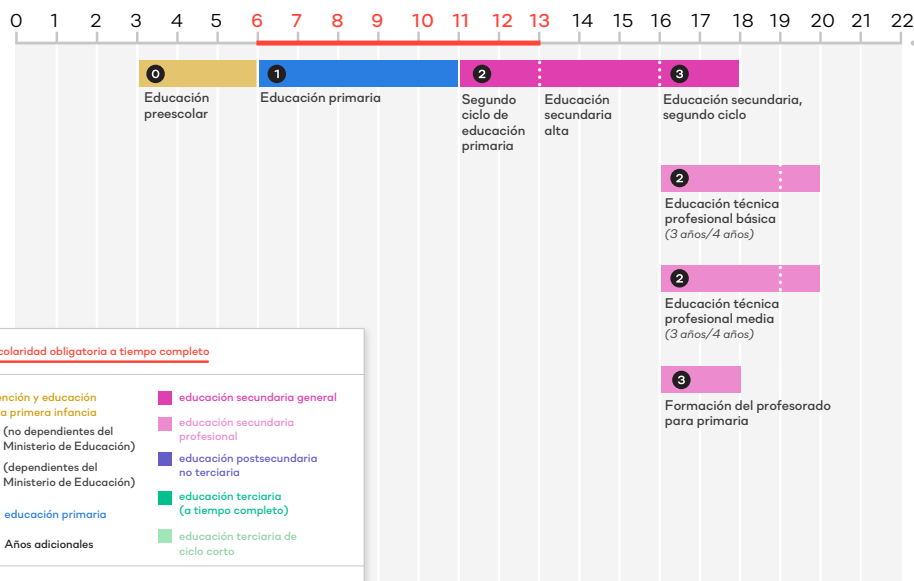 0 1 2 3 4 5 6 7 8 9 10 11 12 13 14 15 16 17 18 19 20 21 22
0
1
2
3
Educación
preescolar
Educación primaria
Segundo
ciclo de
educación
primaria
Educación
secundaria
alta
Educación secundaria,
segundo ciclo
2
Educación técnica
profesional básica
(3 años/4 años)
2
Educación técnica
profesional media
(3 años/4 años)
3
Formación del profesorado
para primaria
colaridad obligatoria a tiempo completo
ención y educación
a primera infancia
(no dependientes del
Ministerio de Educación)
(dependientes del
Ministerio de Educación)
educación primaria
Años adicionales
educación secundaria general
educación secundaria
profesional
educación postsecundaria
no terciaria
educación terciaria
(a tiempo completo)
educación terciaria de
ciclo corto